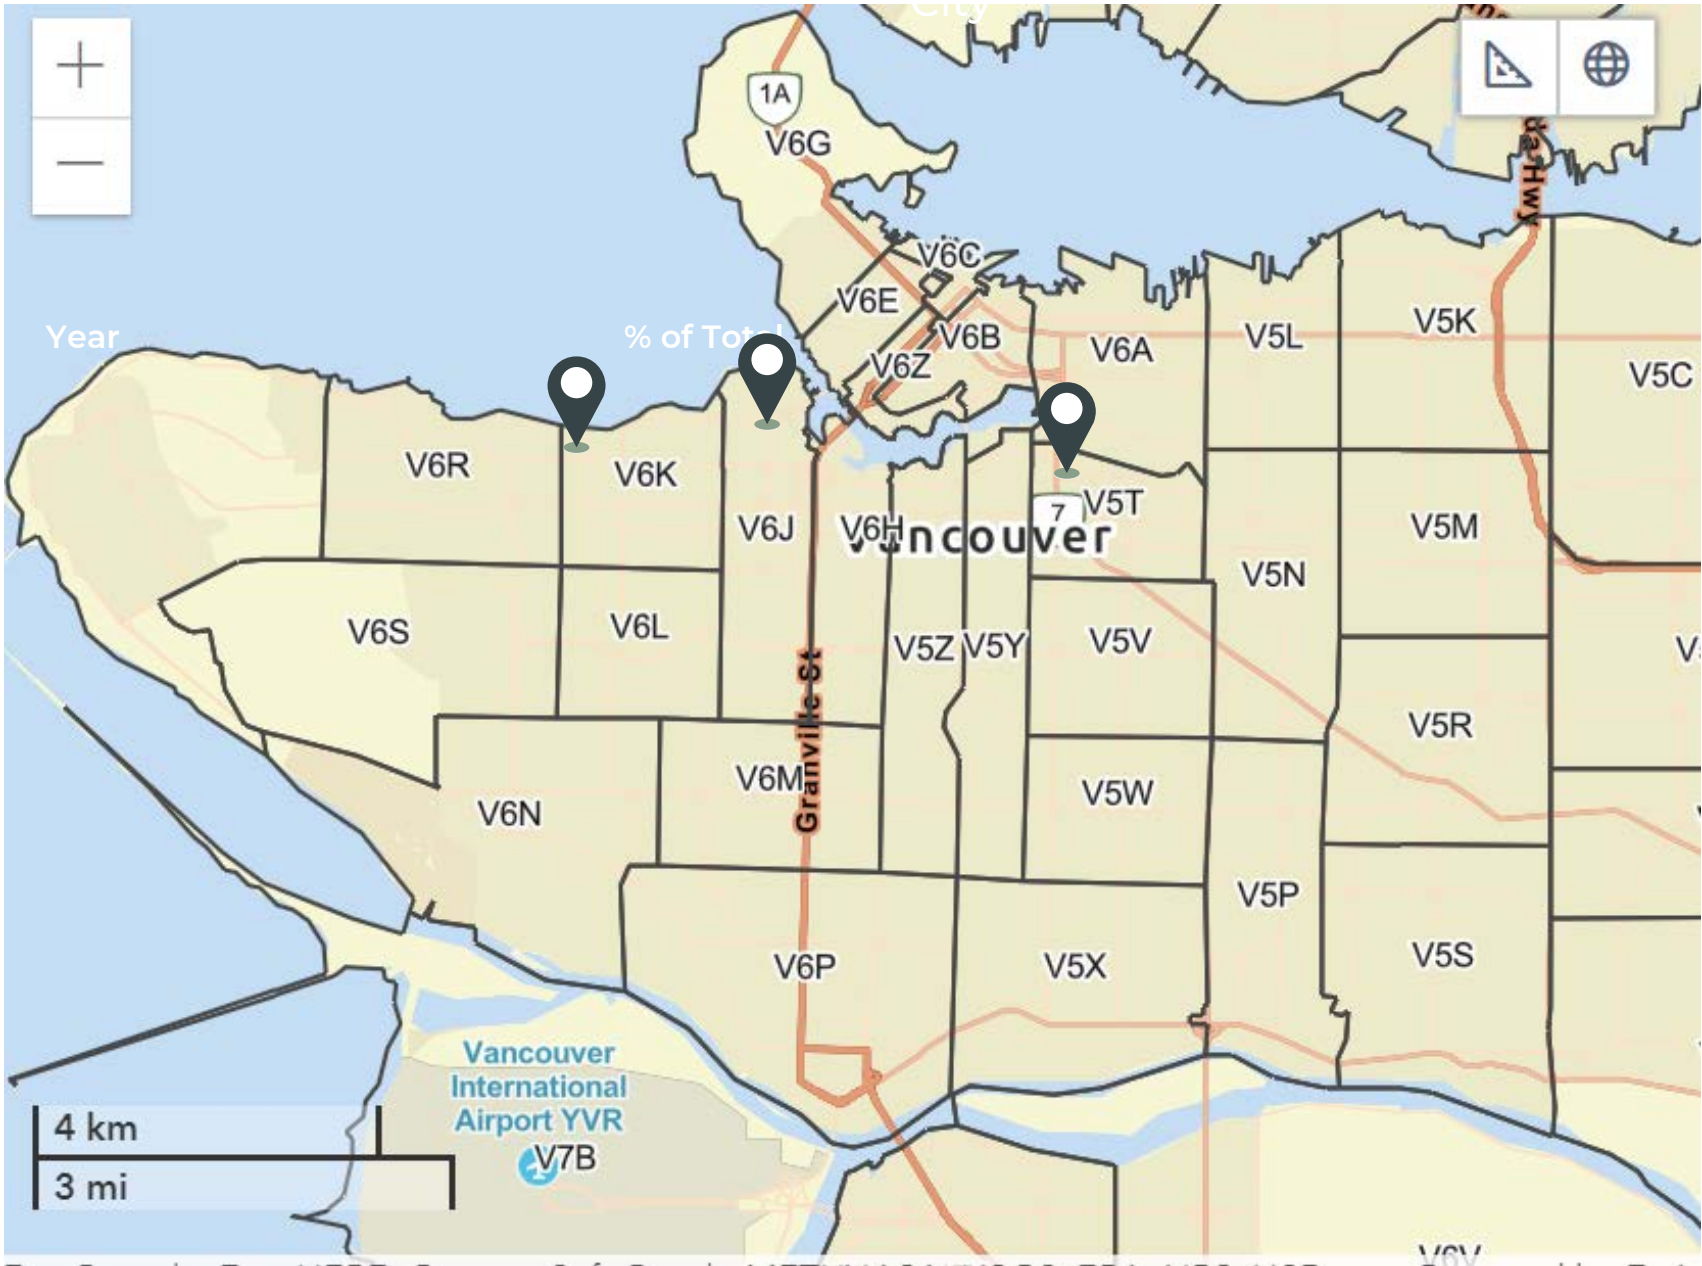 City
1A
V6G
V6C
V6E
V6B
V5K
V5L
V6A
Year
% of Total
V6Z
V5C
V6R
V6K
V5T
7
V6J
V6H
Vancouver
V5M
V5N
V6S
V6L
V5Z
V5Y
V5V
V5R
Granville St
V6M
V5W
V6N
V5P
V6P
V5X
V5S
Vancouver
International
Airport YVR
V7B
4 km
3 mi
V6V